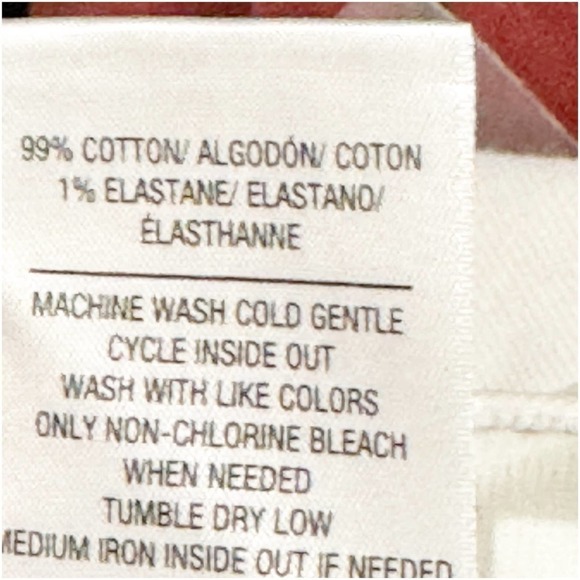 99% COTTON/ ALGODÓN/ COTON
1% ELASTANE/ ELASTANO/
ÉLASTHANNE
MACHINE WASH COLD GENTLE
CYCLE INSIDE OUT
WASH WITH LIKE COLORS
ONLY NON-CHLORINE BLEACH
WHEN NEEDED
TUMBLE DRY LOW
MEDIUM IRON INSIDE OUT IF NEEDED